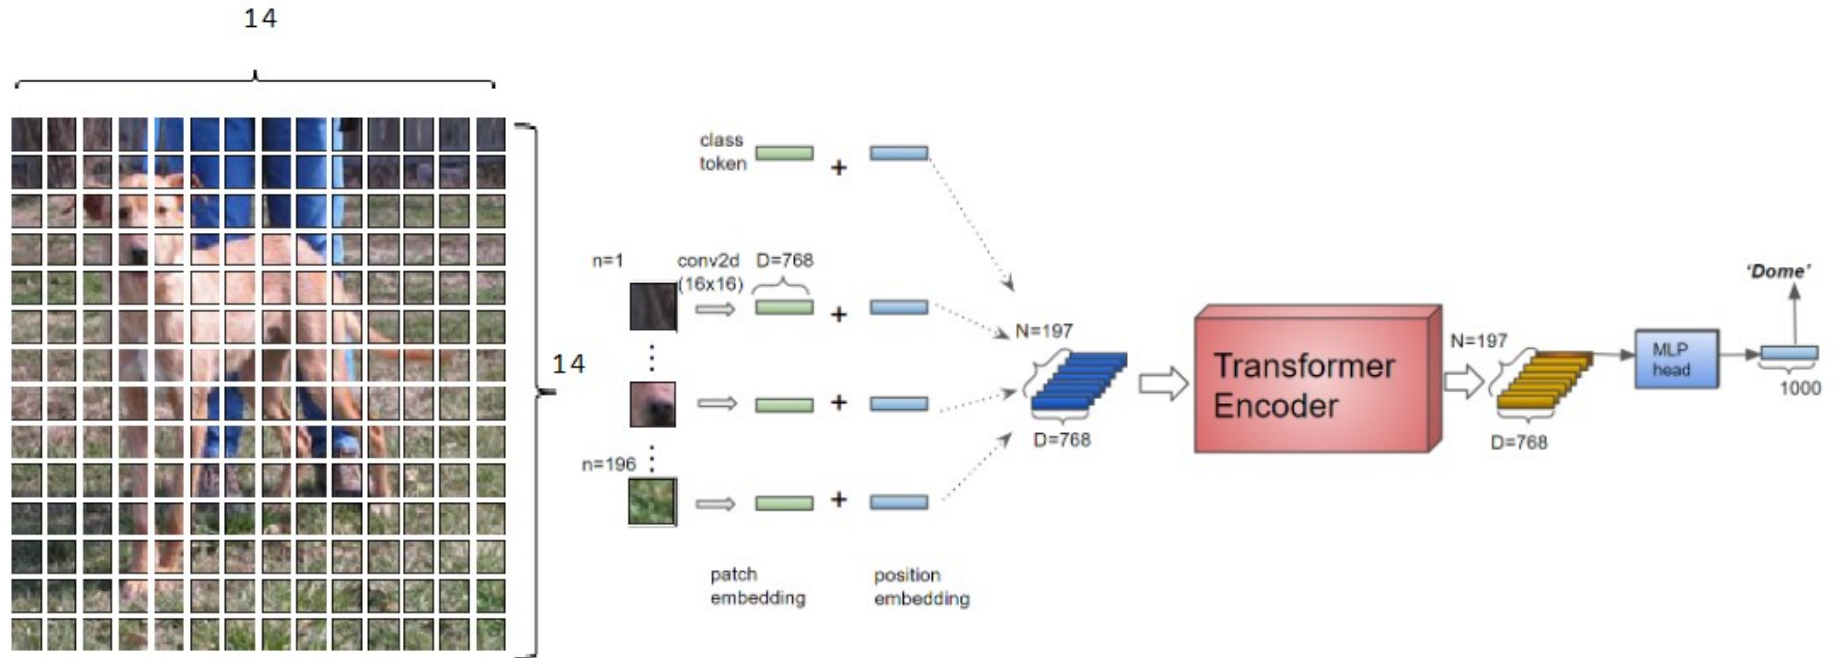 14
14
class
token
+
n=1
conv2d
(16x16)
D=768
+
+
n=196
+
patch
embedding
position
embedding
N=197
D=768
Transformer
Encoder
N=197
D=768
MLP
head
'Dome'
1000